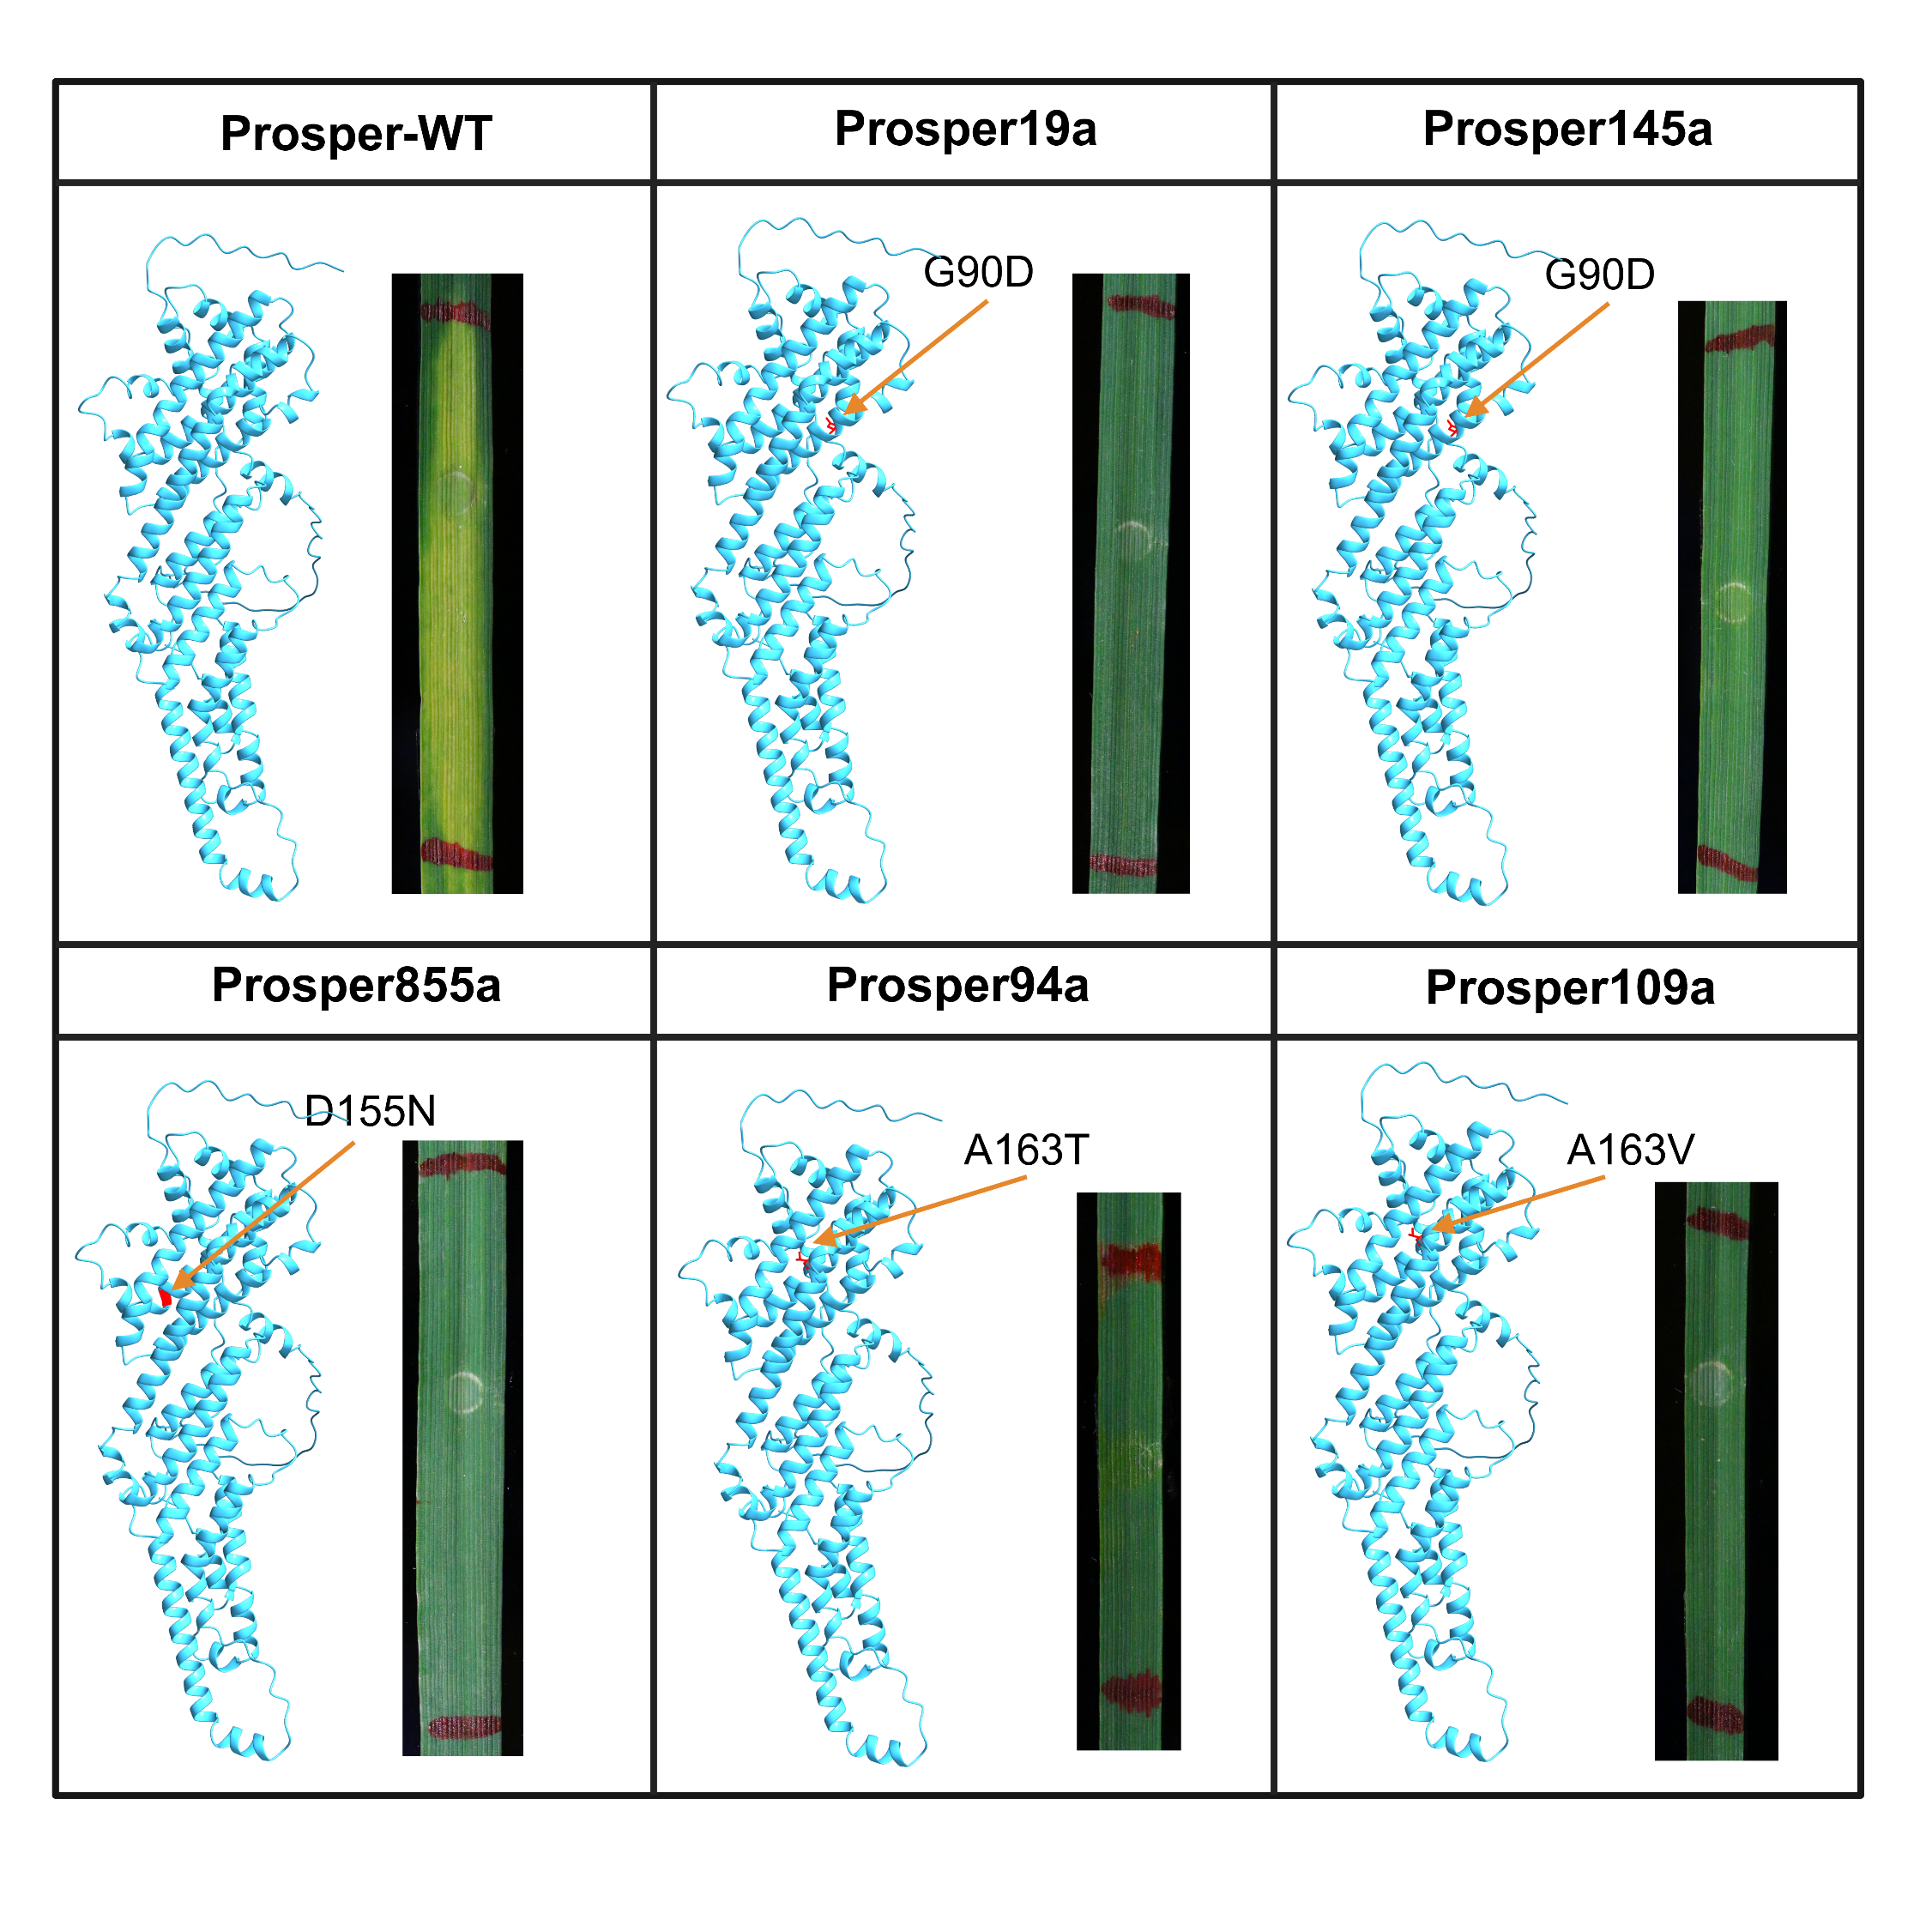 Prosper-WT
Prosper19a
Prosper145a
G90D
G90D
Prosper855a
Prosper94a
Prosper109a
D155N
A163T
A163V